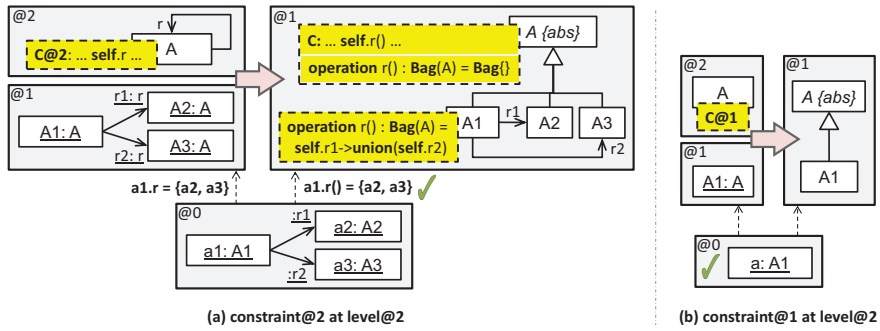 @2
r
A
C@2: ... self.r ...
@1
A1: A
r1: r
A2: A
r2: r
A3: A
@1
A {abs}
C: ... self.r() ...
operation r() : Bag(A) = Bag{}
operation r() : Bag(A) =
self.r1->union(self.r2)
A1
r1
A2
A3
r2
a1.r = {a2, a3}
a1.r() = {a2, a3}
@0
a1: A1
:r1
a2: A2
:r2
a3: A3
(a) constraint@2 at level@2
@2
A
C@1
@1
A1: A
@1
A {abs}
A1
@0
a: A1
(b) constraint@1 at level@2